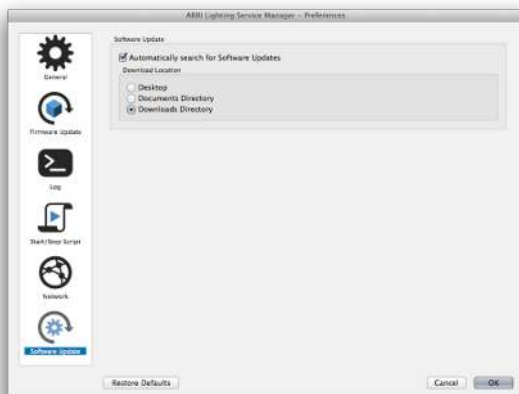 ARRI Lighting Service Manager – Preferences
General
Firmware Update
Log
Start/Stop Script
Network
Software Update
Software Update
Automatically search for Software Updates
Download Location
Desktop
Documents Directory
Downloads Directory
Restore Defaults
Cancel
OK